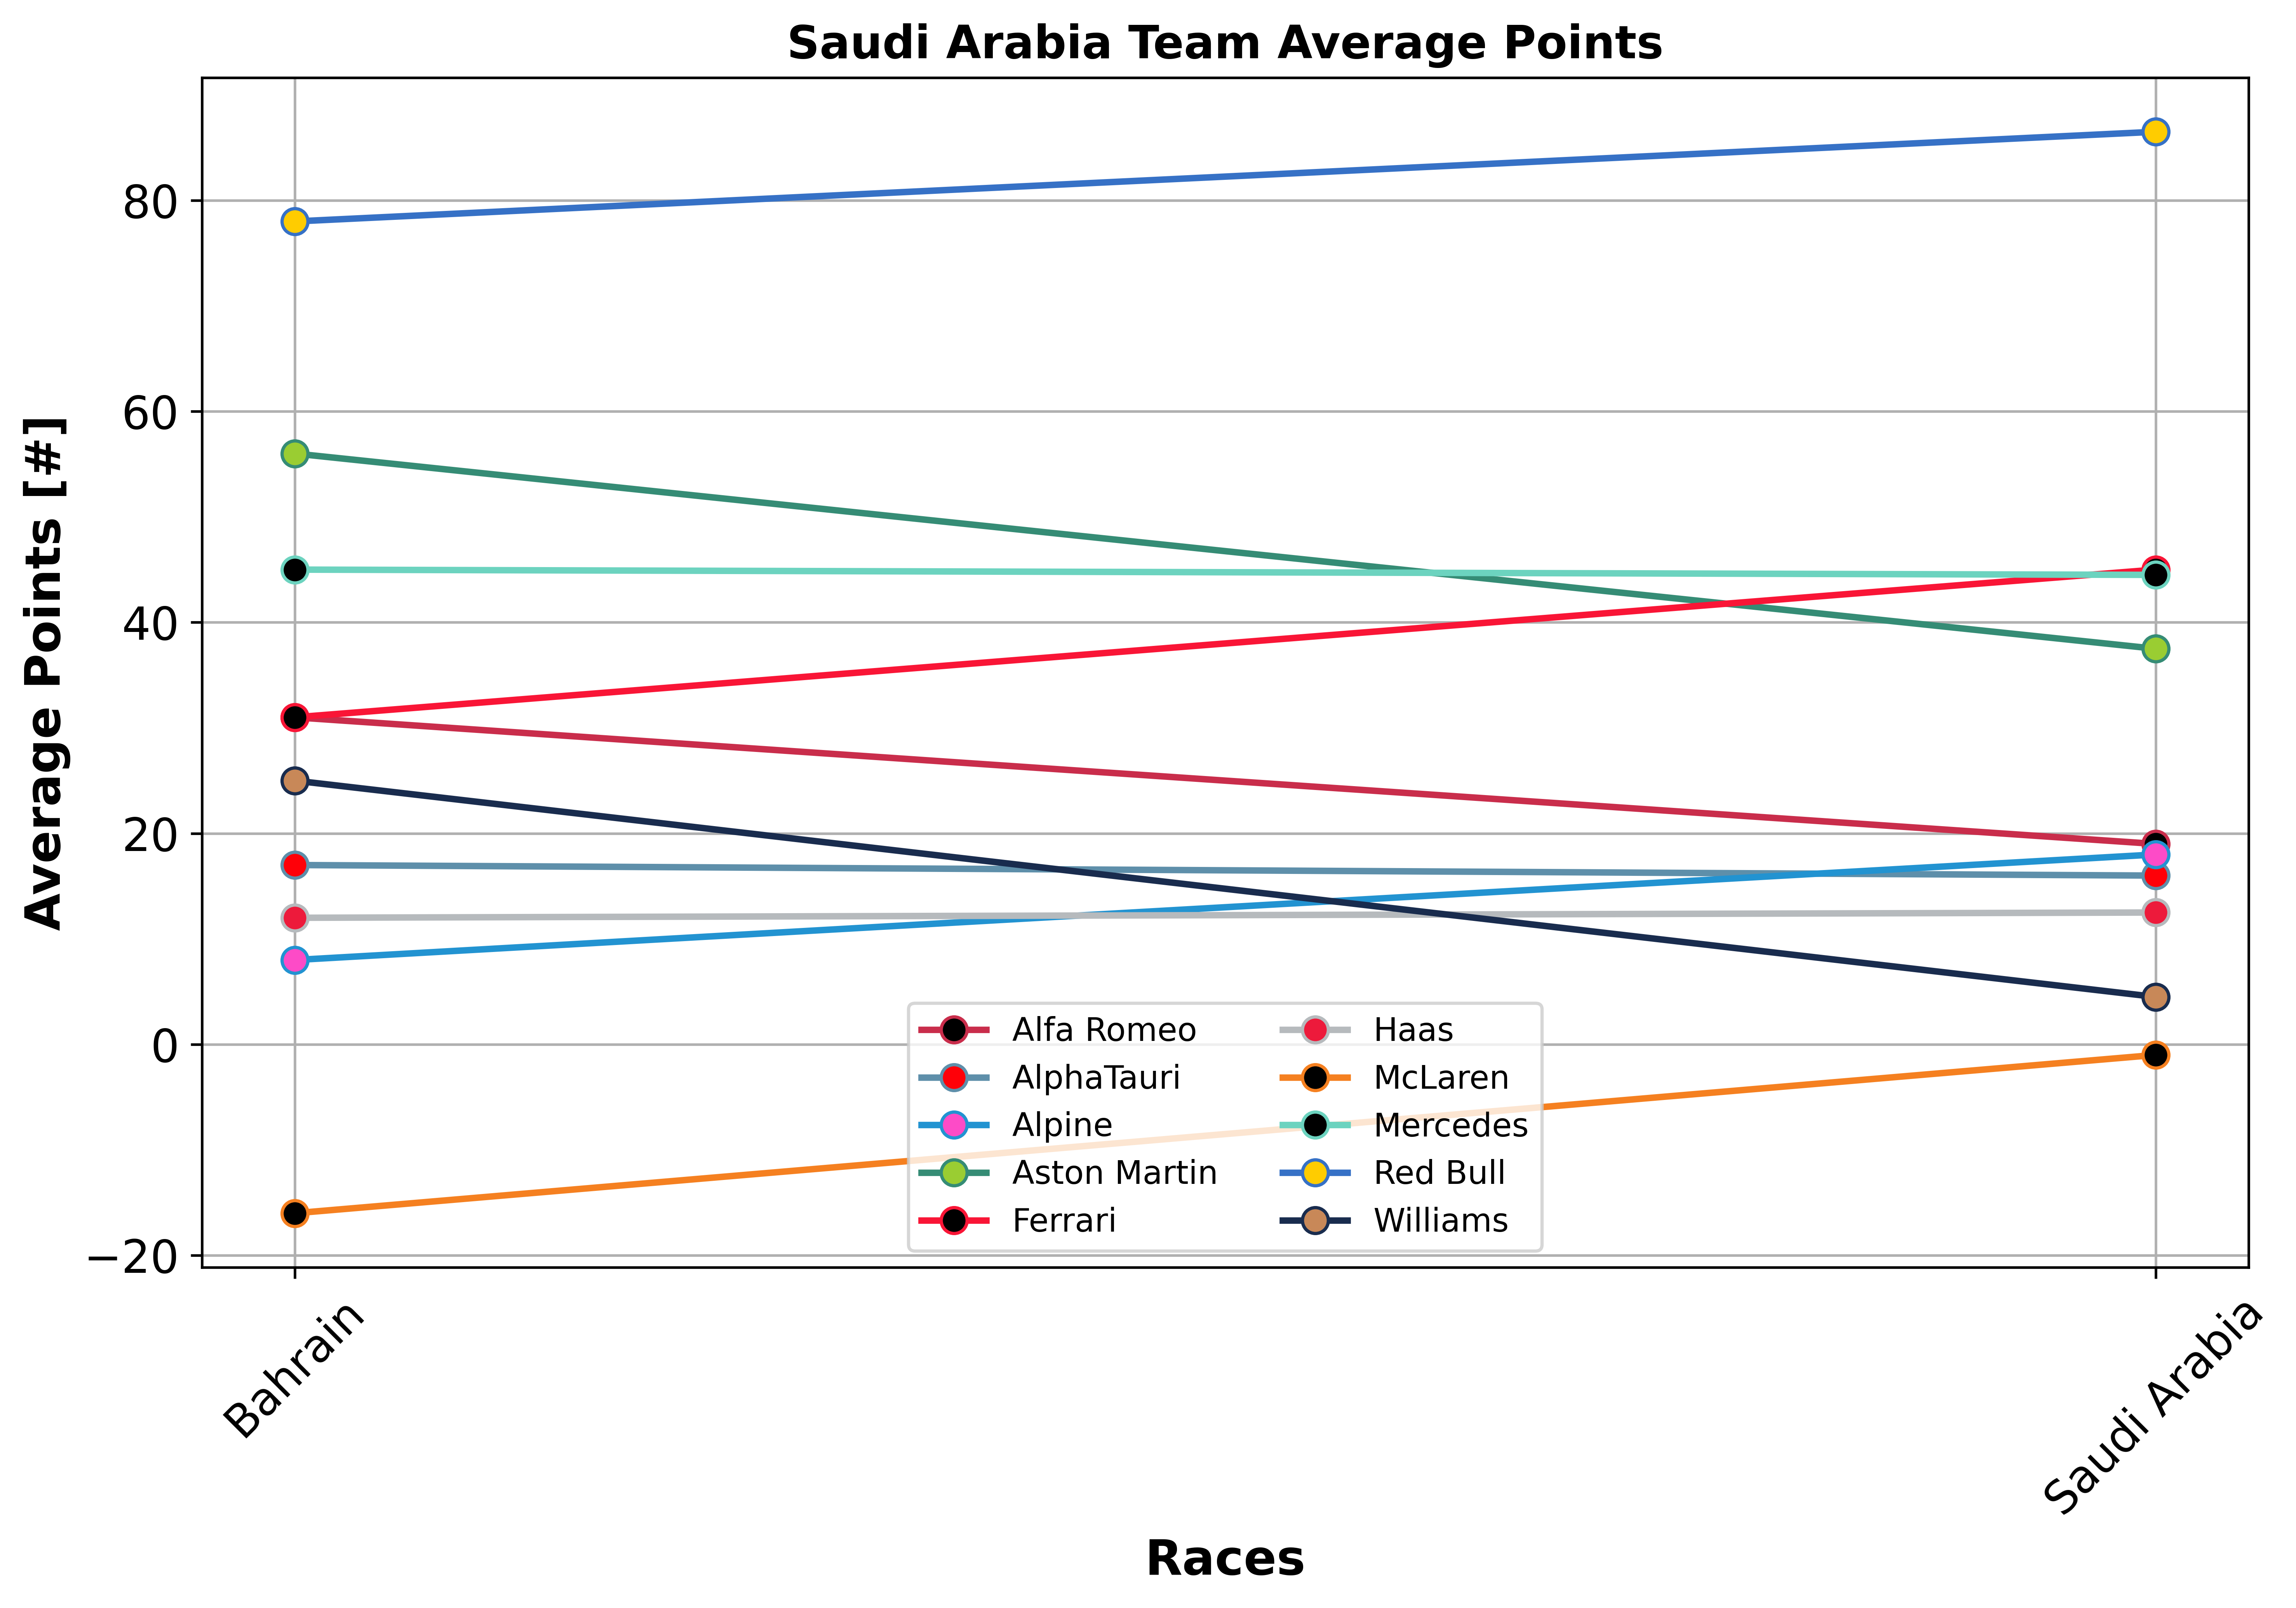 Saudi Arabia Team Average Points
Average Points [#]
80
60
40
20
0
−20
Alfa Romeo
AlphaTauri
Alpine
Aston Martin
Ferrari
Haas
McLaren
Mercedes
Red Bull
Williams
Bahrain
Saudi Arabia
Races